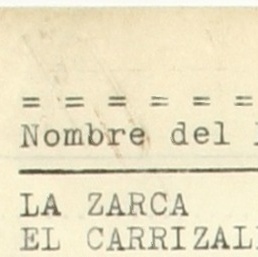 = = = = = =
Nombre del
LA ZARCA
EL CARRIZAL